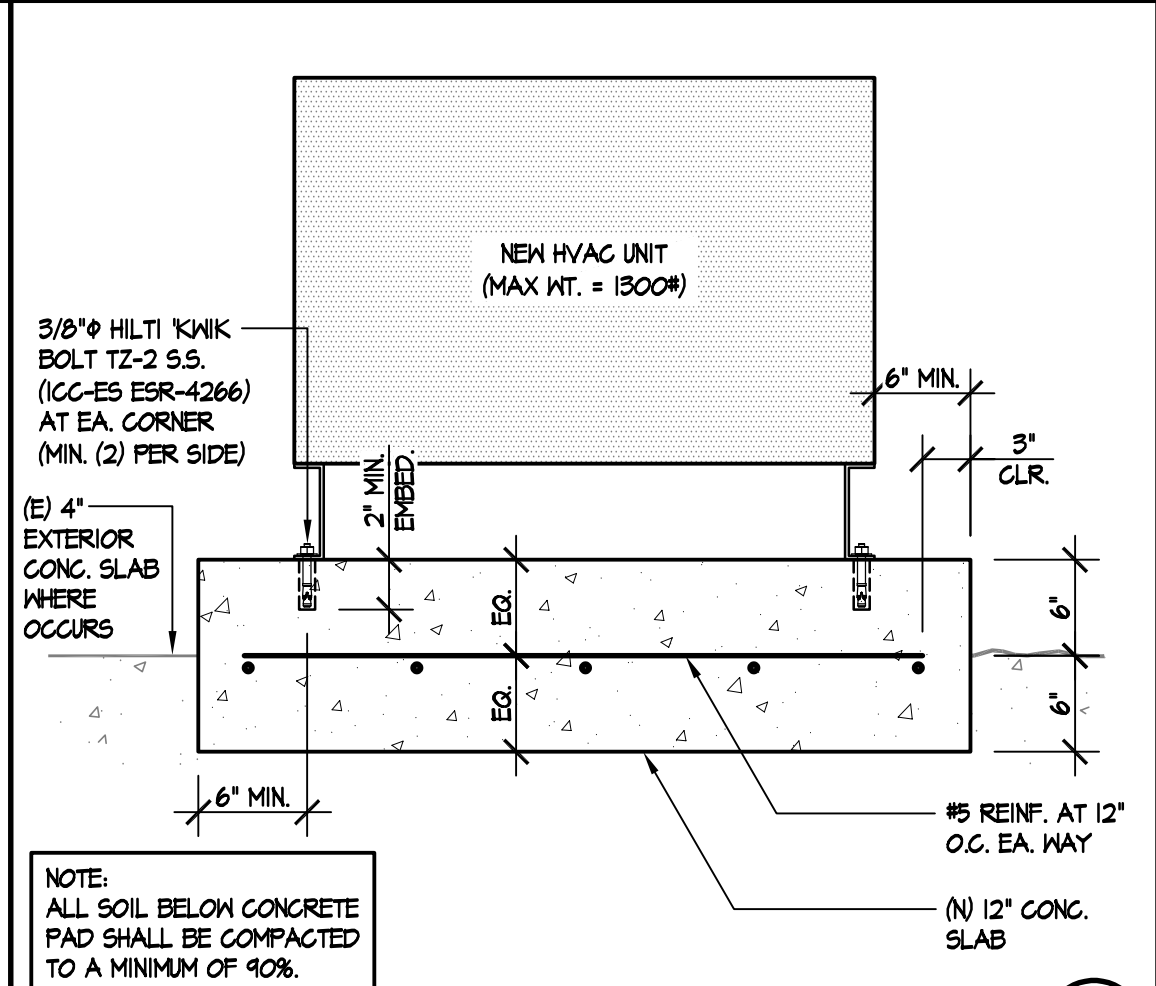 NEW HVAC UNIT
(MAX WT. = 1300#)
3/8"Φ HILTI 'KWIK
BOLT TZ-2 S.S.
(ICC-ES ESR-4266)
AT EA. CORNER
(MIN. (2) PER SIDE)
6" MIN.
3"
CLR.
2" MIN.
EMBED.
(E) 4"
EXTERIOR
CONC. SLAB
WHERE
OCCURS
EQ.
EQ.
6"
6"
6" MIN.
#5 REINF. AT 12"
O.C. EA. WAY
(N) 12" CONC.
SLAB
NOTE:
ALL SOIL BELOW CONCRETE
PAD SHALL BE COMPACTED
TO A MINIMUM OF 90%.